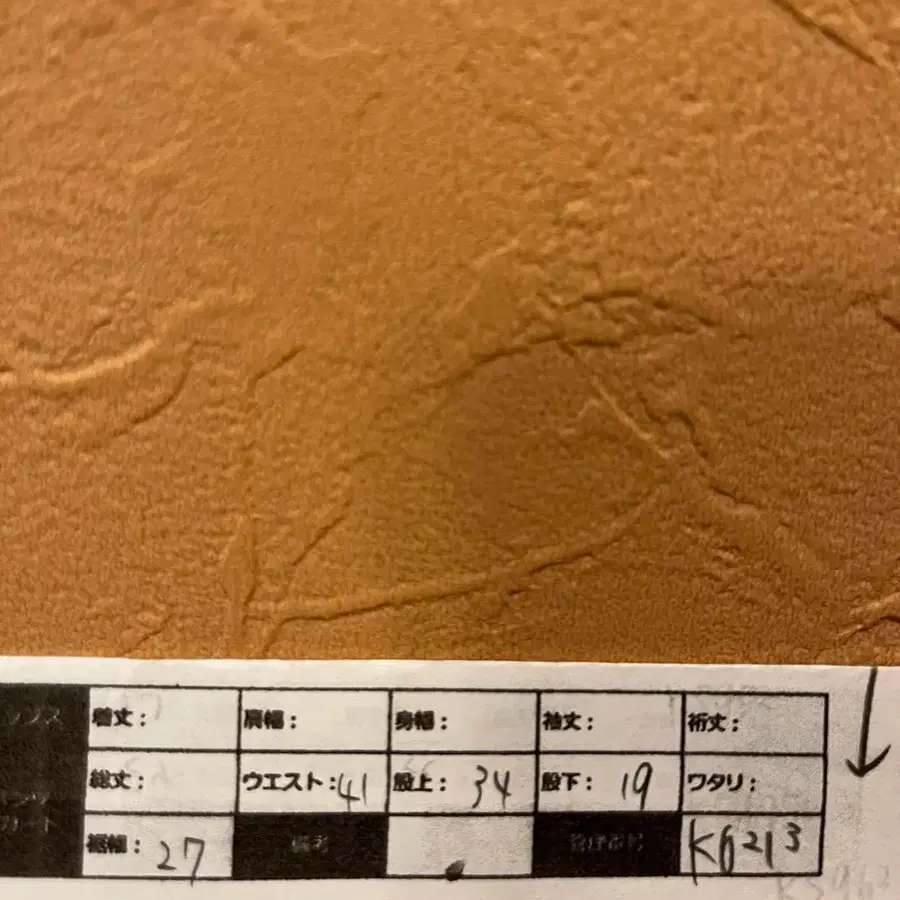 着丈： 肩幅： 身幅： 袖丈： 裄丈：
総丈： ウエスト：41 股上：34 股下：19 ワタリ：
裾幅：27 備考 管理番号 K6213